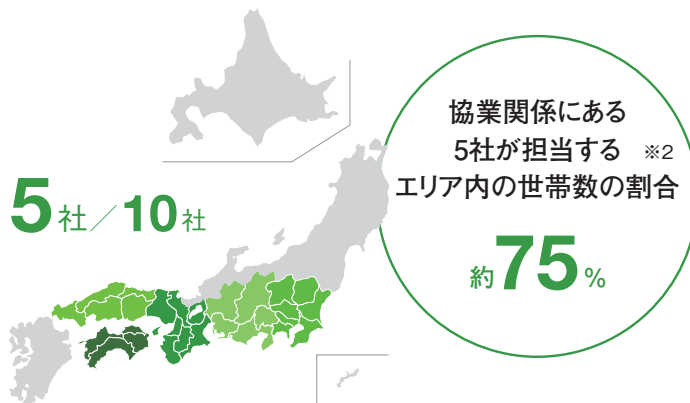 5社／10社
協業関係にある
5社が担当する ※2
エリア内の世帯数の割合
約75%